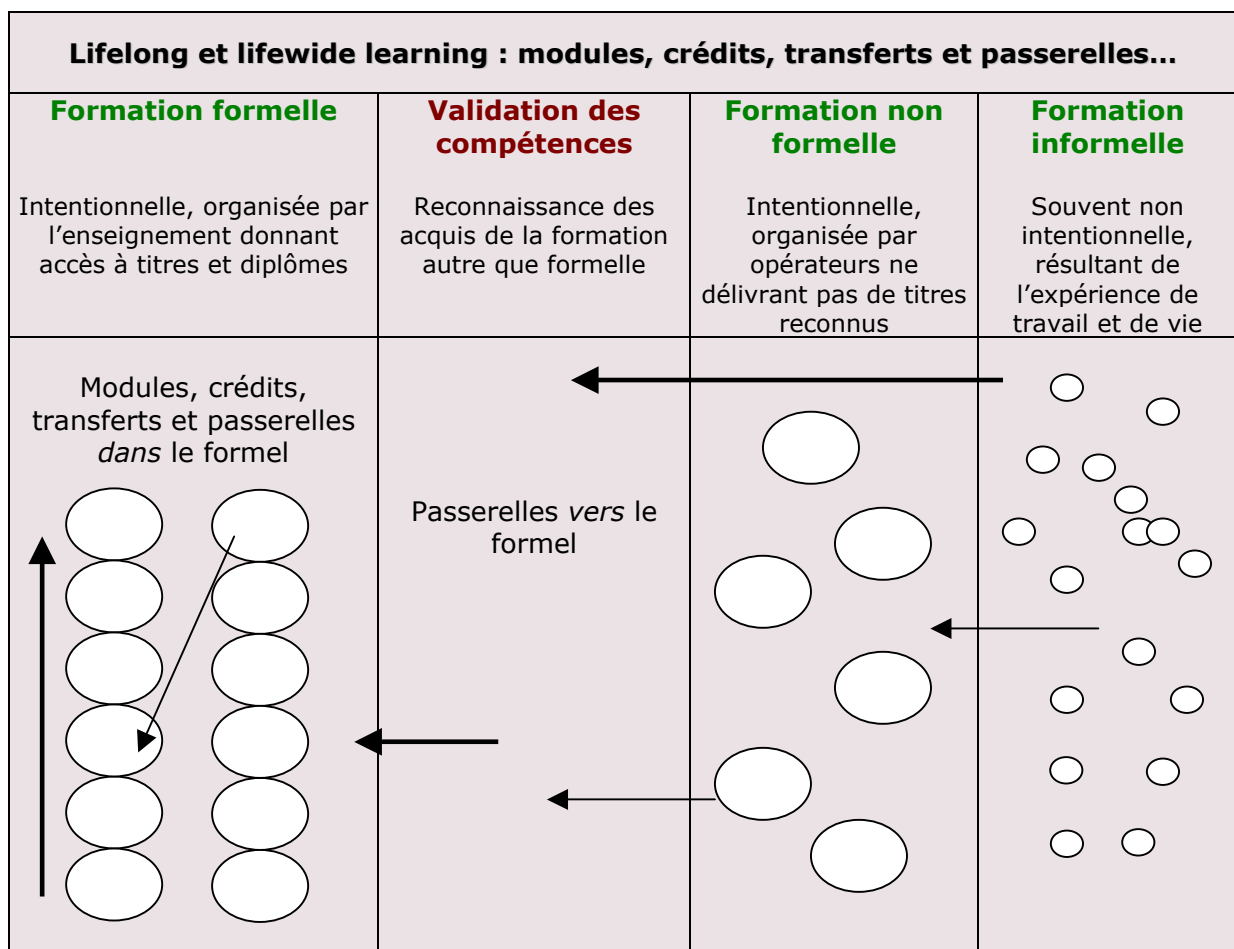 Lifelong et lifewide learning : modules, crédits, transferts et passerelles…
Formation formelle
Intentionnelle, organisée par
l’enseignement donnant
accès à titres et diplômes
Validation des
compétences
Reconnaissance des
acquis de la formation
autre que formelle
Formation non
formelle
Intentionnelle,
organisée par
opérateurs ne
délivrant pas de titres
reconnus
Formation
informelle
Souvent non
intentionnelle,
résultant de
l’expérience de
travail et de vie
Modules, crédits,
transferts et passerelles
dans le formel
Passerelles vers le
formel